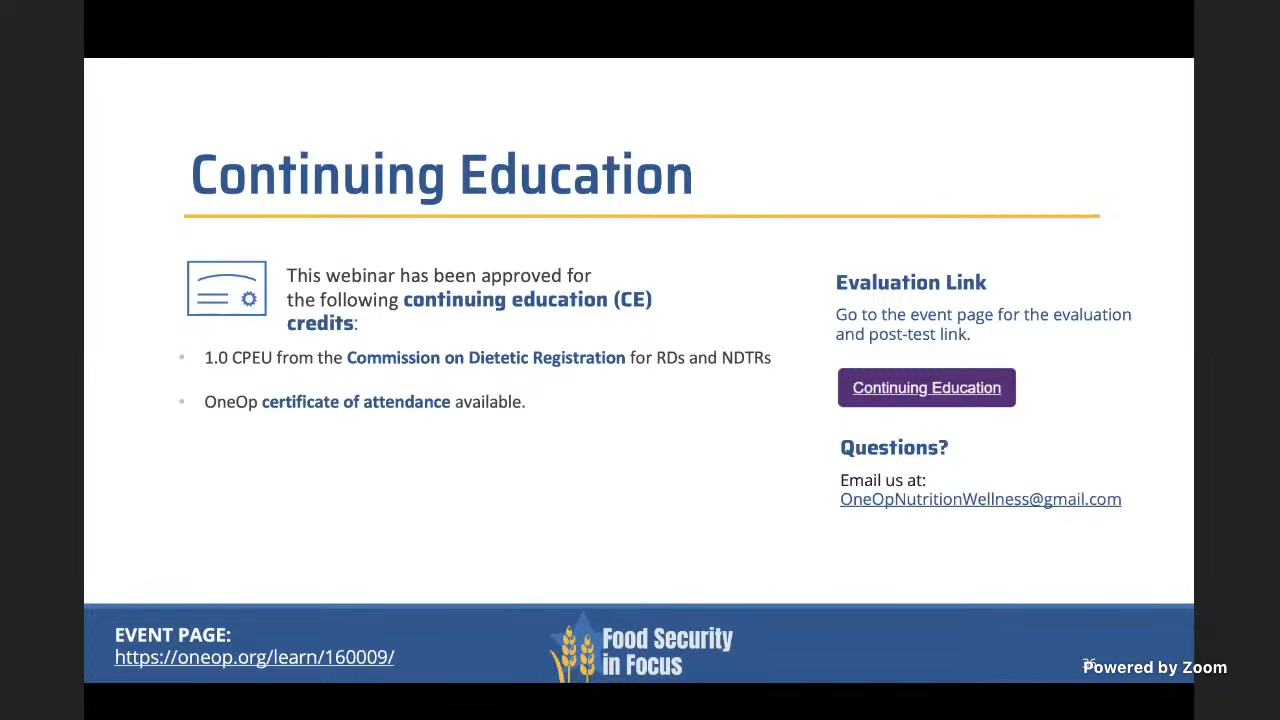 Continuing Education
This webinar has been approved for
the following continuing education (CE)
credits:
• 1.0 CPEU from the Commission on Dietetic Registration for RDs and NDTRs
• OneOp certificate of attendance available.
Evaluation Link
Go to the event page for the evaluation
and post-test link.
Continuing Education
Questions?
Email us at:
OneOpNutritionWellness@gmail.com
EVENT PAGE:
https://oneop.org/learn/160009/
Food Security
in Focus
Powered by Zoom